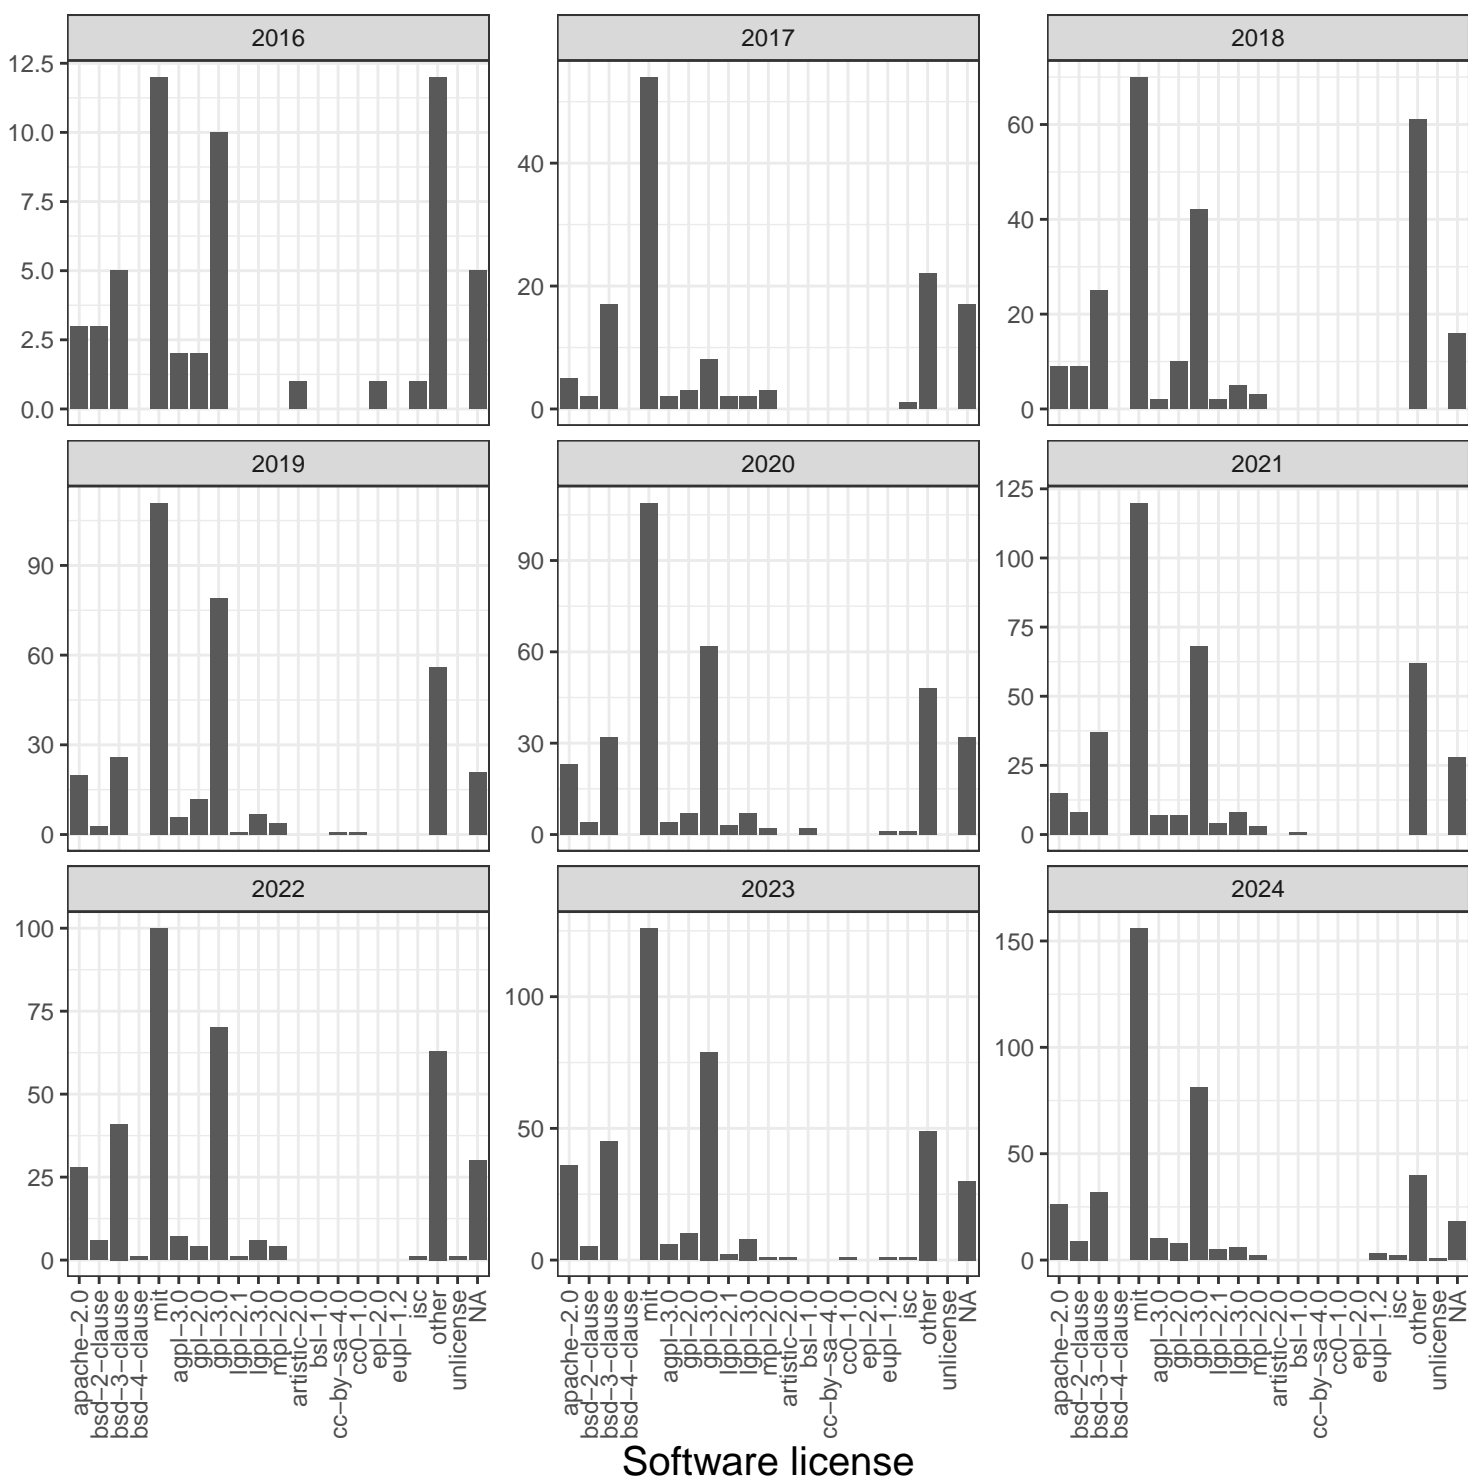 2016
2017
2018
12.5
10.0
7.5
5.0
2.5
0.0
40
20
0
60
40
20
0
2019
2020
2021
90
60
30
0
90
60
30
0
125
100
75
50
25
0
2022
2023
2024
100
75
50
25
0
100
50
0
150
100
50
0
apache−2.0
bsd−2−clause
bsd−3−clause
bsd−4−clause
mit
agpl−3.0
gpl−2.0
gpl−3.0
lgpl−2.1
lgpl−3.0
mpl−2.0
artistic−2.0
bsl−1.0
cc−by−sa−4.0
cc0−1.0
epl−2.0
eupl−1.2
isc
other
unlicense
NA
apache−2.0
bsd−2−clause
bsd−3−clause
bsd−4−clause
mit
agpl−3.0
gpl−2.0
gpl−3.0
lgpl−2.1
lgpl−3.0
mpl−2.0
artistic−2.0
bsl−1.0
cc−by−sa−4.0
cc0−1.0
epl−2.0
eupl−1.2
isc
other
unlicense
NA
apache−2.0
bsd−2−clause
bsd−3−clause
bsd−4−clause
mit
agpl−3.0
gpl−2.0
gpl−3.0
lgpl−2.1
lgpl−3.0
mpl−2.0
artistic−2.0
bsl−1.0
cc−by−sa−4.0
cc0−1.0
epl−2.0
eupl−1.2
isc
other
unlicense
NA
Software license